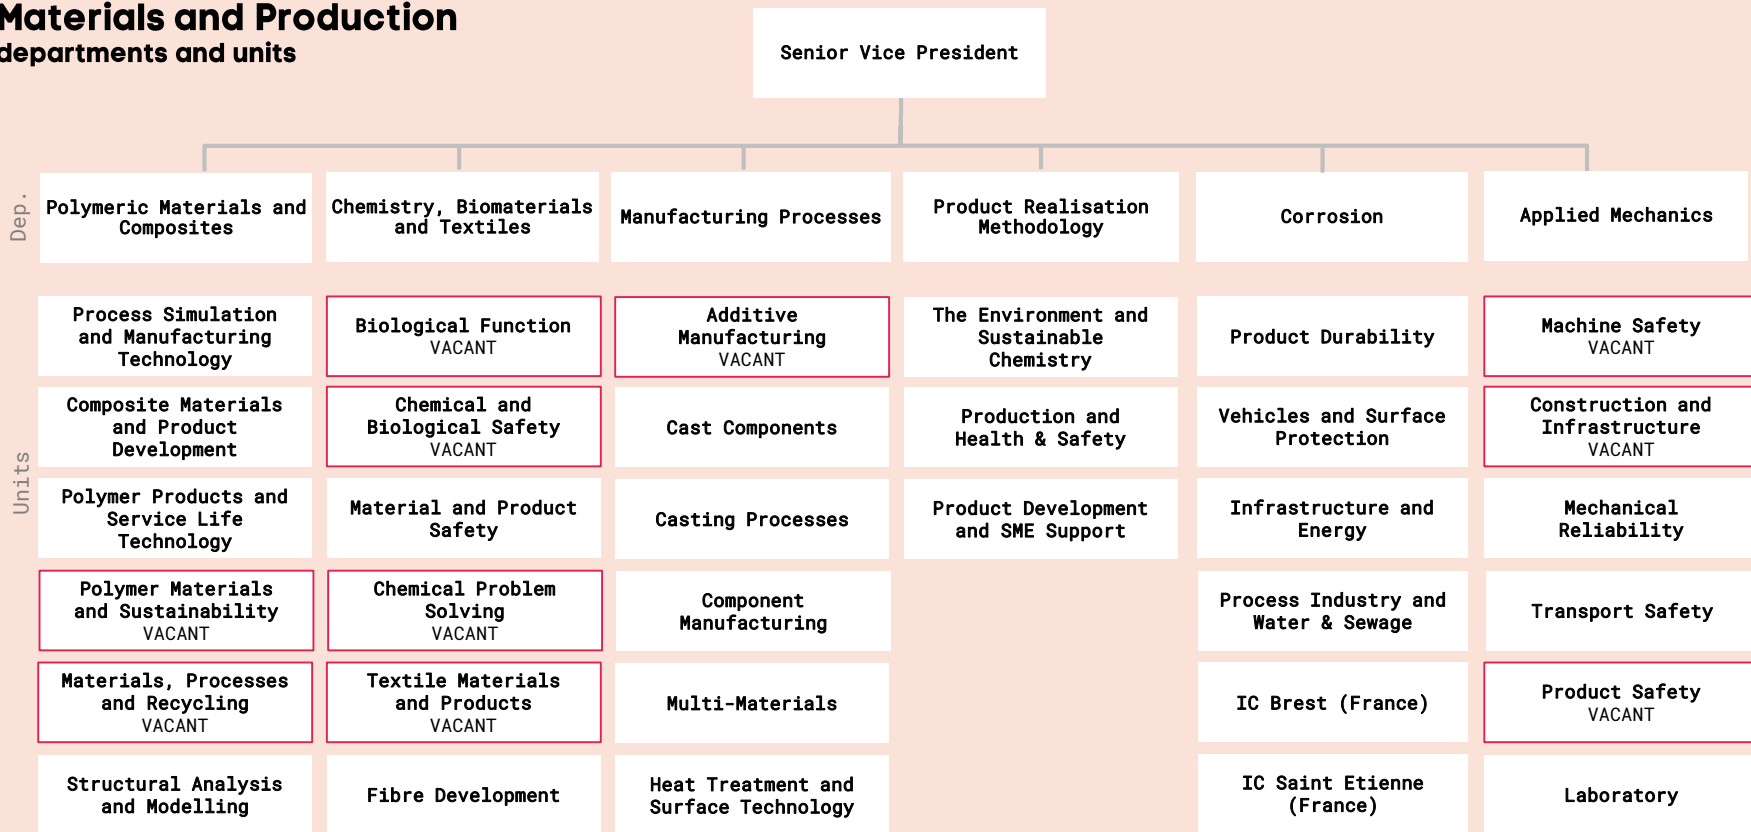 Materials and Production
departments and units
Senior Vice President
Dep.
Polymeric Materials and
Composites
Chemistry, Biomaterials
and Textiles
Manufacturing Processes
Product Realisation
Methodology
Corrosion
Applied Mechanics
Units
Process Simulation
and Manufacturing
Technology
Composite Materials
and Product
Development
Polymer Products and
Service Life
Technology
Polymer Materials
and Sustainability
VACANT
Materials, Processes
and Recycling
VACANT
Structural Analysis
and Modelling
Biological Function
VACANT
Chemical and
Biological Safety
VACANT
Material and Product
Safety
Chemical Problem
Solving
VACANT
Textile Materials
and Products
VACANT
Fibre Development
Additive
Manufacturing
VACANT
Cast Components
Casting Processes
Component
Manufacturing
Multi-Materials
Heat Treatment and
Surface Technology
The Environment and
Sustainable
Chemistry
Production and
Health & Safety
Product Development
and SME Support
Product Durability
Vehicles and Surface
Protection
Infrastructure and
Energy
Process Industry and
Water & Sewage
IC Brest (France)
IC Saint Etienne
(France)
Machine Safety
VACANT
Construction and
Infrastructure
VACANT
Mechanical
Reliability
Transport Safety
Product Safety
VACANT
Laboratory